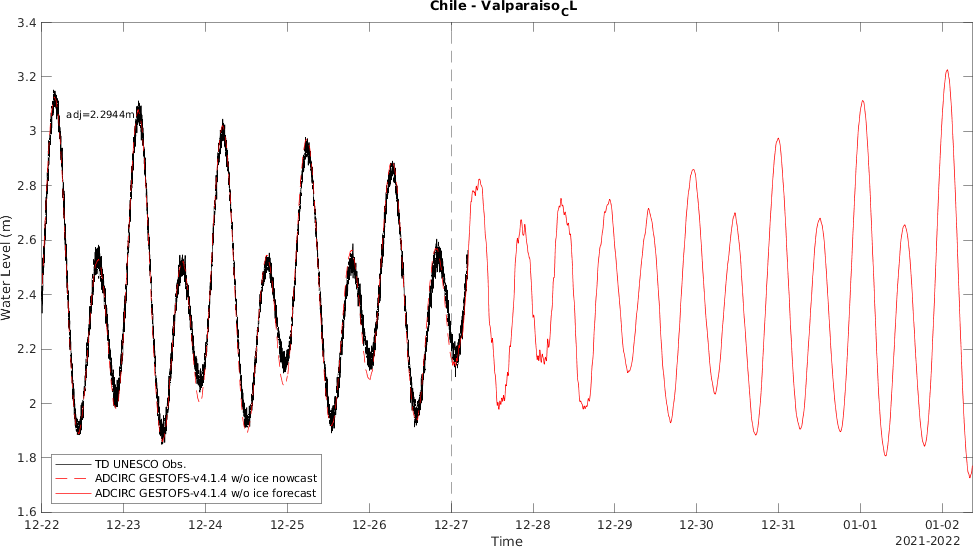 Chile - Valparaiso_CL
3.4
3.2
3
2.8
2.6
2.4
2.2
2
1.8
1.6
Water Level (m)
adj=2.2944m
TD UNESCO Obs.
ADCIRC GESTOFS-v4.1.4 w/o ice nowcast
ADCIRC GESTOFS-v4.1.4 w/o ice forecast
12-22 12-23 12-24 12-25 12-26 12-27 12-28 12-29 12-30 12-31 01-01 01-02
Time
2021-2022